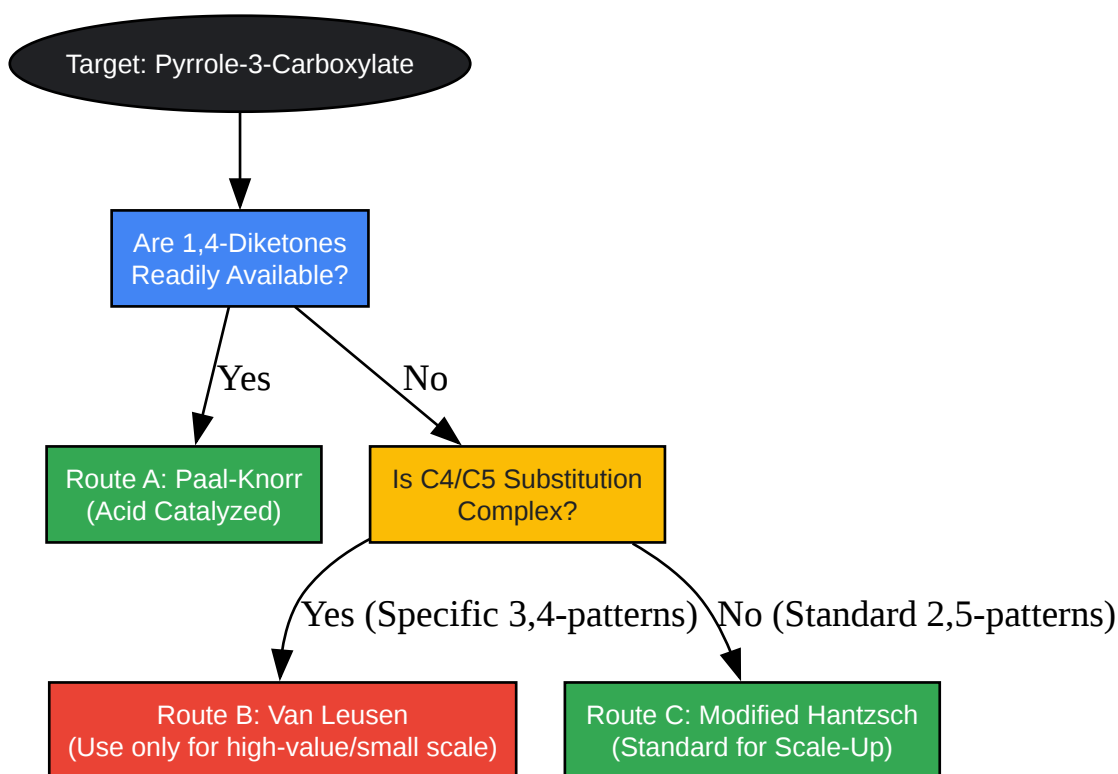 Target: Pyrrole-3-Carboxylate
Are 1,4-Diketones
Readily Available?
Yes
No
Route A: Paal-Knorr
(Acid Catalyzed)
Is C4/C5 Substitution
Complex?
Yes (Specific 3,4-patterns)
No (Standard 2,5-patterns)
Route B: Van Leusen
(Use only for high-value/small scale)
Route C: Modified Hantzsch
(Standard for Scale-Up)